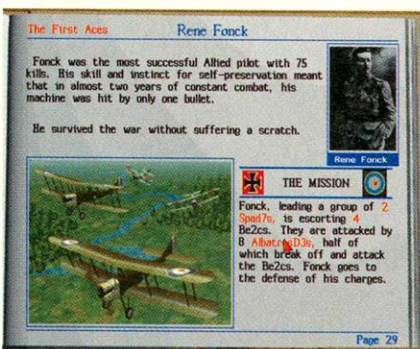 The First Aces
Rene Fonck
Fonck was the most successful Allied pilot with 75
kills. His skill and instinct for self-preservation meant
that in almost two years of constant combat, his
machine was hit by only one bullet.
He survived the war without suffering a scratch.
Rene Fonck
THE MISSION
Fonck, leading a group of 2
Spad7s, is escorting 4
Be2cs. They are attacked by
8 AlbatrosD3s, half of
which break off and attack
the Be2cs. Fonck goes to
the defense of his charges.
Page 29